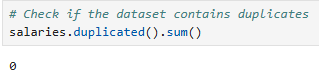 # Check if the dataset contains duplicates
salaries.duplicated().sum()
0